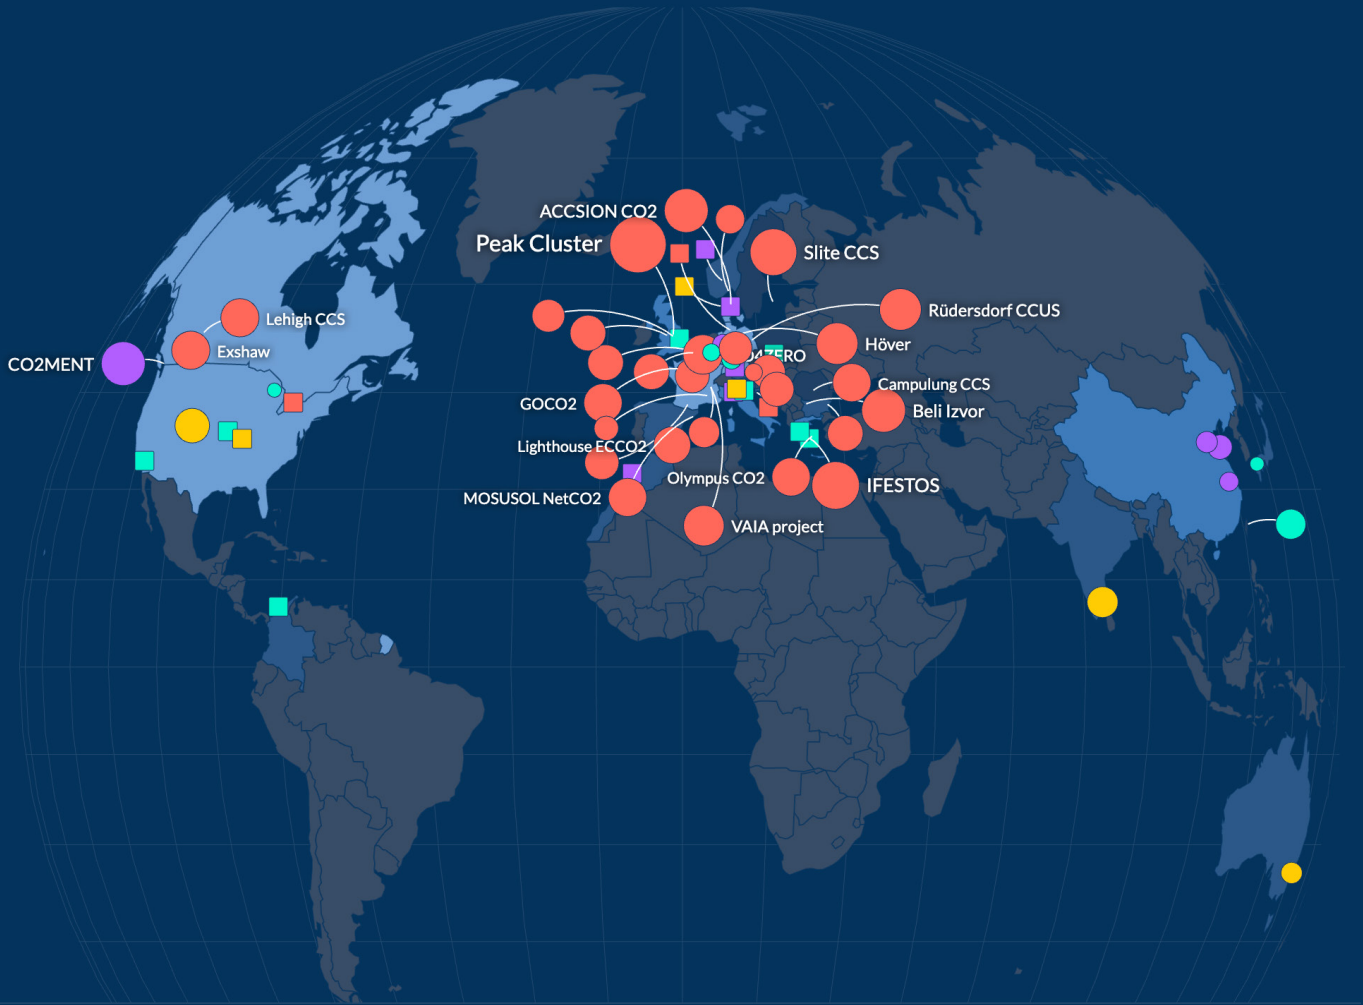 ACCSION CO2
Peak Cluster
Slite CCS
Rüdersdorf CCUS
Lehigh CCS
Exshaw
CO2MENT
Höver
Campulung CCS
GOCO2
Beli Izvor
Lighthouse ECCO2
Olympus CO2
IFESTOS
MOSUSOL NetCO2
VAIA project